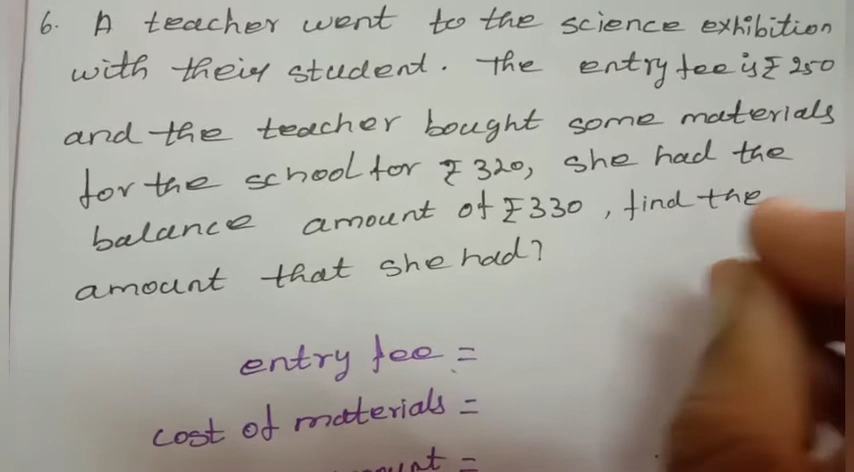 6. A teacher went to the science exhibition
with their student. The entry fee is ₹ 250
and the teacher bought some materials
for the school for ₹ 320, she had the
balance amount of ₹ 330, find the
amount that she had?
entry fee =
cost of materials =
=